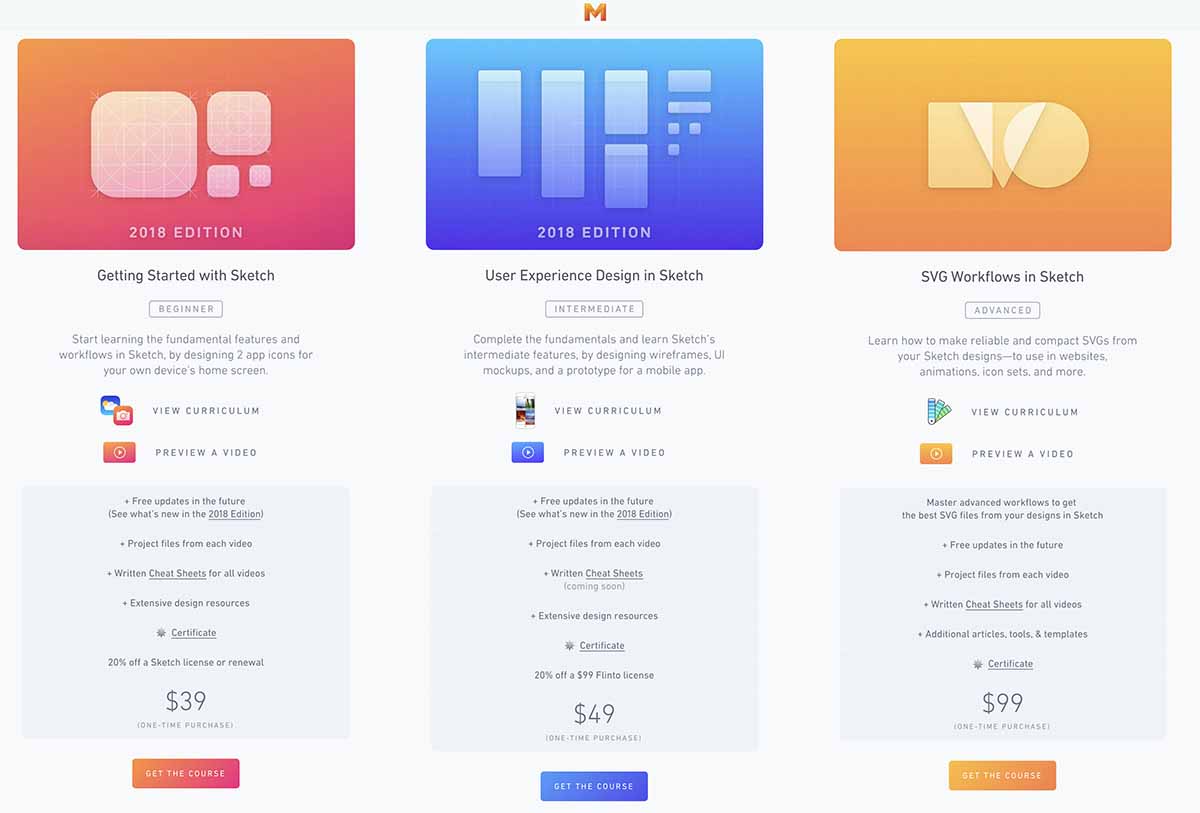 M
2018 EDITION
Getting Started with Sketch
BEGINNER
Start learning the fundamental features and
workflows in Sketch, by designing 2 app icons for
your own device's home screen.
VIEW CURRICULUM
PREVIEW A VIDEO
+ Free updates in the future
(See what's new in the 2018 Edition)
+ Project files from each video
+ Written Cheat Sheets for all videos
+ Extensive design resources
Certificate
20% off a Sketch license or renewal
$39
(ONE-TIME PURCHASE)
GET THE COURSE
2018 EDITION
User Experience Design in Sketch
INTERMEDIATE
Complete the fundamentals and learn Sketch's
intermediate features, by designing wireframes, UI
mockups, and a prototype for a mobile app.
VIEW CURRICULUM
PREVIEW A VIDEO
+ Free updates in the future
(See what's new in the 2018 Edition)
+ Project files from each video
+ Written Cheat Sheets
(coming soon)
+ Extensive design resources
Certificate
20% off a $99 Flinto license
$49
(ONE-TIME PURCHASE)
GET THE COURSE
SVG Workflows in Sketch
ADVANCED
Learn how to make reliable and compact SVGs from
your Sketch designs—to use in websites,
animations, icon sets, and more.
VIEW CURRICULUM
PREVIEW A VIDEO
Master advanced workflows to get
the best SVG files from your designs in Sketch
+ Free updates in the future
+ Project files from each video
+ Written Cheat Sheets for all videos
+ Additional articles, tools, & templates
Certificate
$99
(ONE-TIME PURCHASE)
GET THE COURSE